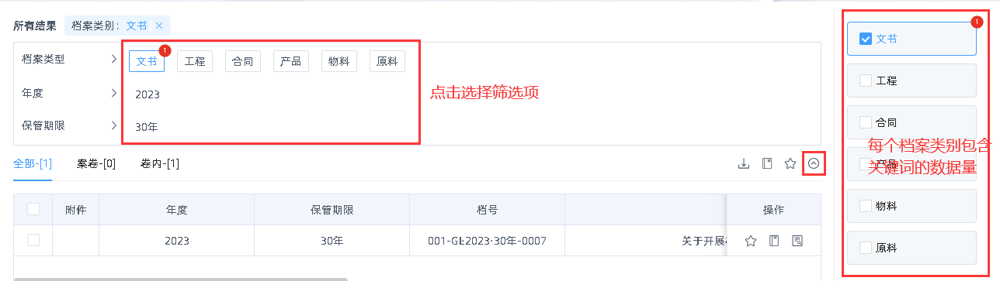 所有结果 档案类别: 文书 ×
档案类型 文书 1 工程 合同 产品 物料 原料
年度 2023
保管期限 30年
点击选择筛选项
全部-[1] 案卷-[0] 卷内-[1]
附件 年度 保管期限 档号 操作
2023 30年 001-GL2023·30年-0007 关于开展
文书 1
工程
合同
产品
物料
原料
每个档案类别包含
关键词的数据量